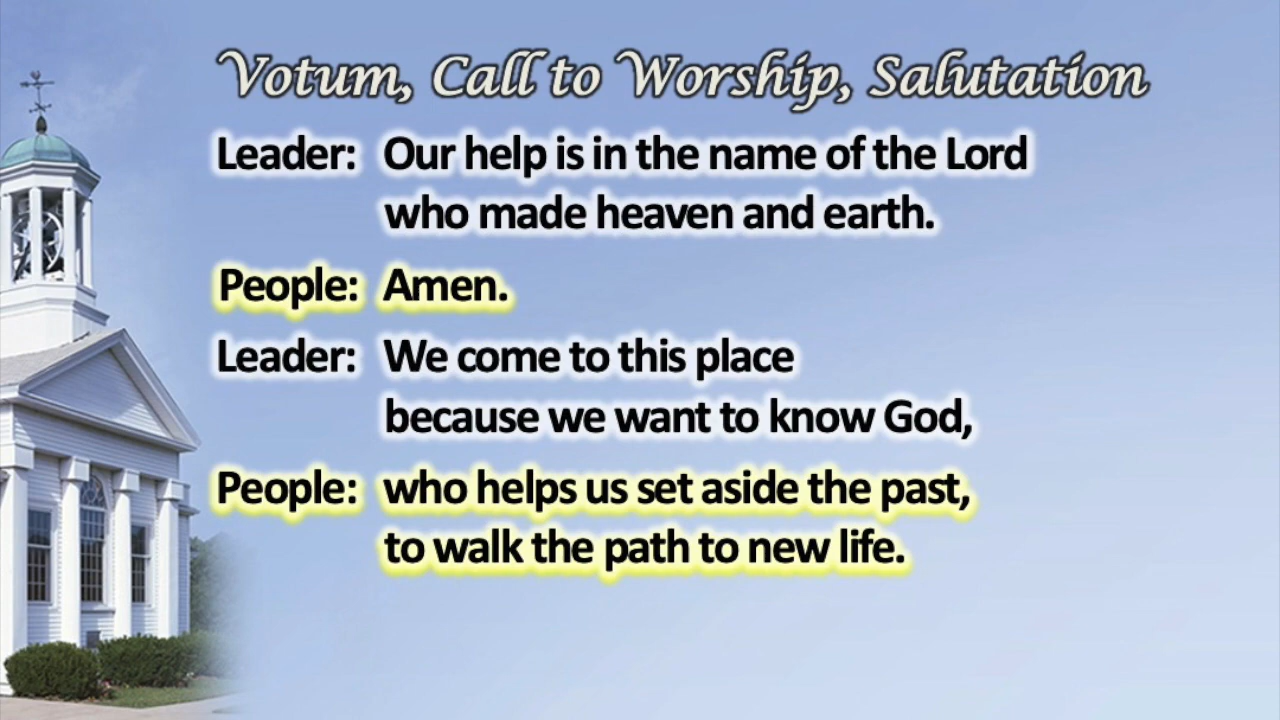 Votum, Call to Worship, Salutation
Leader: Our help is in the name of the Lord
who made heaven and earth.
People: Amen.
Leader: We come to this place
because we want to know God,
People: who helps us set aside the past,
to walk the path to new life.